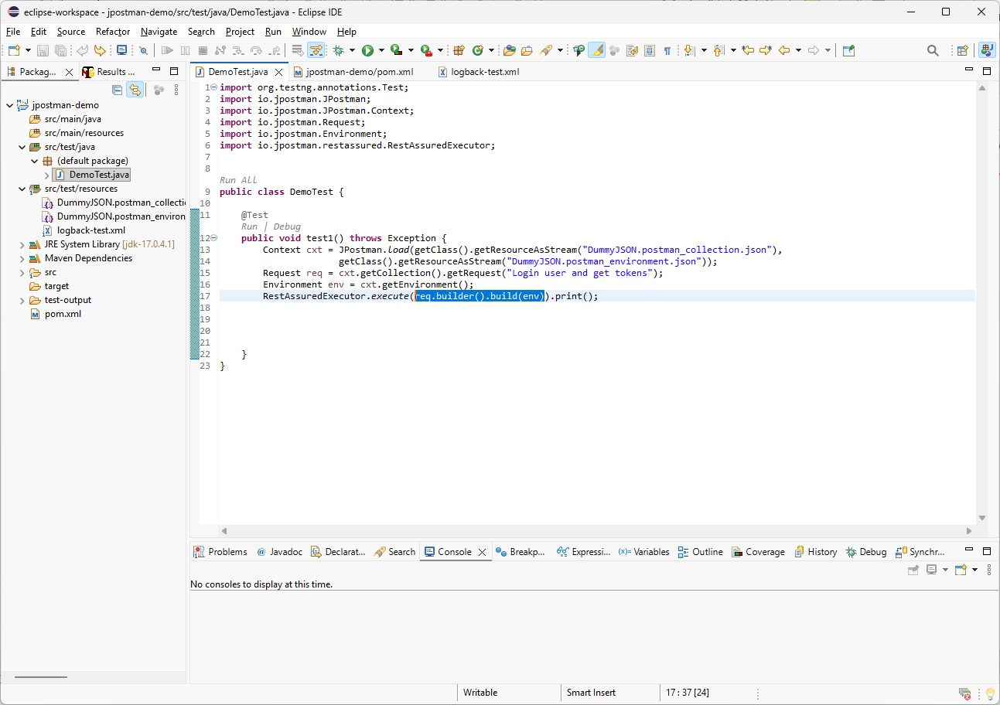 eclipse-workspace - jpostman-demo/src/test/java/DemoTest.java - Eclipse IDE
File Edit Source Refactor Navigate Search Project Run Window Help
Packag... Results ...
jpostman-demo
src/main/java
src/main/resources
src/test/java
(default package)
DemoTest.java
src/test/resources
DummyJSON.postman_collecti
DummyJSON.postman_environ
logback-test.xml
JRE System Library [jdk-17.0.4.1]
Maven Dependencies
src
target
test-output
pom.xml
DemoTest.java jpostman-demo/pom.xml logback-test.xml
1 import org.testng.annotations.Test;
2 import io.jpostman.JPostman;
3 import io.jpostman.JPostman.Context;
4 import io.jpostman.Request;
5 import io.jpostman.Environment;
6 import io.jpostman.restassured.RestAssuredExecutor;
7
8
Run All
9 public class DemoTest {
10
11 @Test
Run | Debug
12 public void test1() throws Exception {
13 Context cxt = JPostman.load(getClass().getResourceAsStream("DummyJSON.postman_collection.json"),
14 getClass().getResourceAsStream("DummyJSON.postman_environment.json"));
15 Request req = cxt.getCollection().getRequest("Login user and get tokens");
16 Environment env = cxt.getEnvironment();
17 RestAssuredExecutor.execute(req.builder().build(env)).print();
18
19
20
21
22 }
23 }
Problems Javadoc Declarat... Search Console Breakp... Expressi... Variables Outline Coverage History Debug Synchr...
No consoles to display at this time.
Writable Smart Insert 17 : 37 [24]